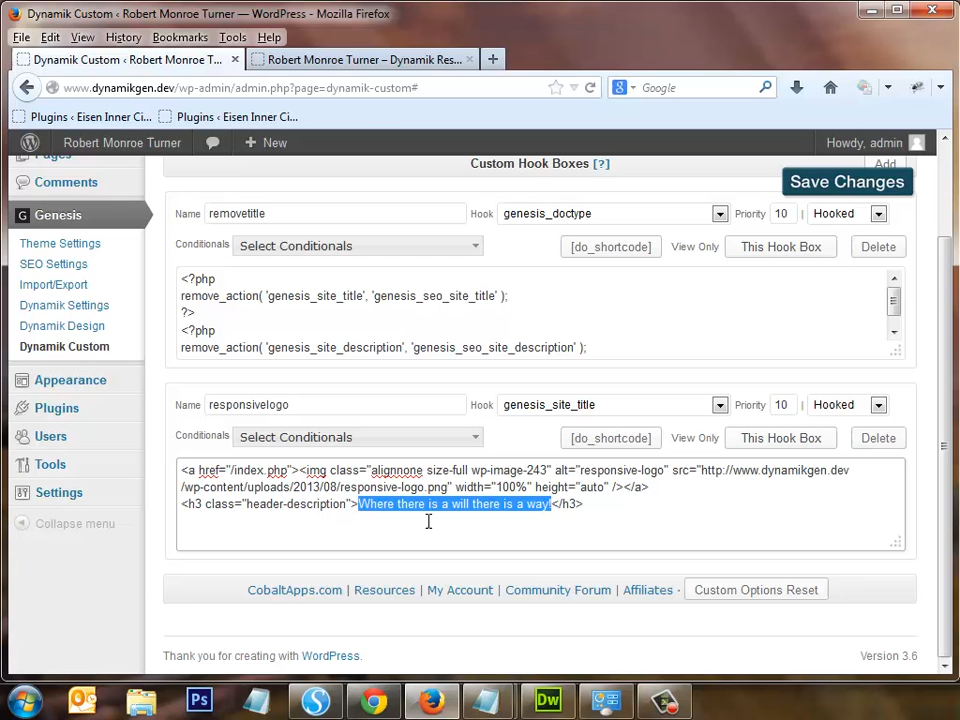 Dynamik Custom ‹ Robert Monroe Turner — WordPress - Mozilla Firefox
File Edit View History Bookmarks Tools Help
Dynamik Custom ‹ Robert Monroe T... × Robert Monroe Turner – Dynamik Res... × +
www.dynamikgen.dev/wp-admin/admin.php?page=dynamik-custom# Google
Plugins ‹ Eisen Inner Ci... Plugins ‹ Eisen Inner Ci...
Robert Monroe Turner + New Howdy, admin
Pages
Comments
G Genesis
Theme Settings
SEO Settings
Import/Export
Dynamik Settings
Dynamik Design
Dynamik Custom
Appearance
Plugins
Users
Tools
Settings
Collapse menu
Custom Hook Boxes [?] Add
Save Changes
Name removetitle Hook genesis_doctype Priority 10 | Hooked
Conditionals Select Conditionals [do_shortcode] View Only This Hook Box Delete
<?php
remove_action( 'genesis_site_title', 'genesis_seo_site_title' );
?>
<?php
remove_action( 'genesis_site_description', 'genesis_seo_site_description' );
Name responsivelogo Hook genesis_site_title Priority 10 | Hooked
Conditionals Select Conditionals [do_shortcode] View Only This Hook Box Delete
<a href="/index.php"><img class="alignnone size-full wp-image-243" alt="responsive-logo" src="http://www.dynamikgen.dev
/wp-content/uploads/2013/08/responsive-logo.png" width="100%" height="auto" /></a>
<h3 class="header-description">Where there is a will there is a way!</h3>
CobaltApps.com | Resources | My Account | Community Forum | Affiliates · Custom Options Reset
Thank you for creating with WordPress. Version 3.6
Ps
Dw